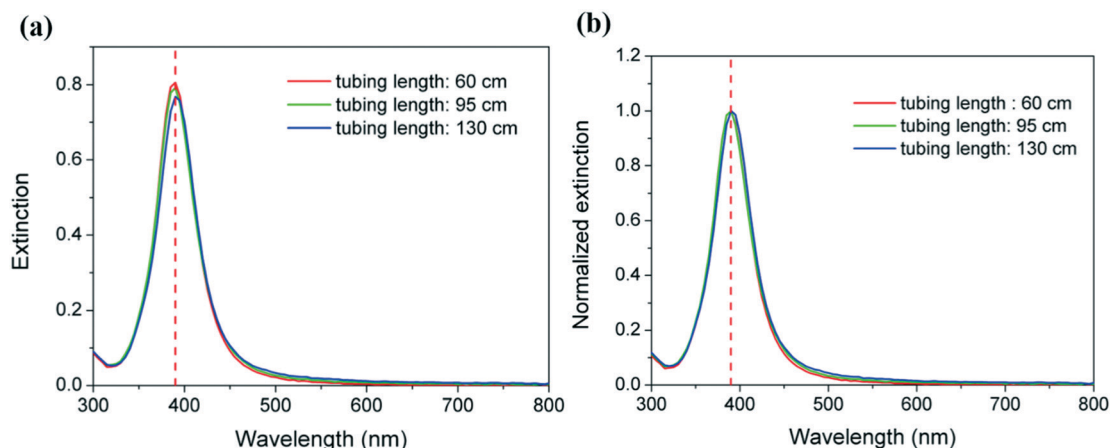 (a)
tubing length: 60 cm
tubing length: 95 cm
tubing length: 130 cm
Extinction
0.8
0.6
0.4
0.2
0.0
300 400 500 600 700 800
Wavelength (nm)
(b)
tubing length : 60 cm
tubing length: 95 cm
tubing length: 130 cm
Normalized extinction
1.2
1.0
0.8
0.6
0.4
0.2
0.0
300 400 500 600 700 800
Wavelength (nm)